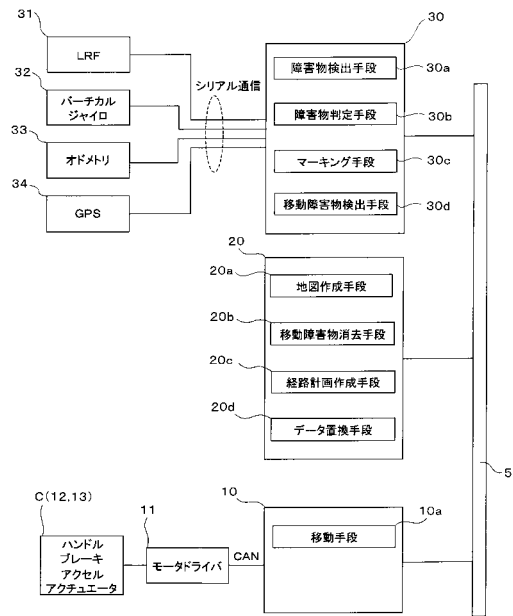 31
LRF
32
バーチカル
ジャイロ
33
オドメトリ
34
GPS
シリアル通信
30
障害物検出手段
30a
障害物判定手段
30b
マーキング手段
30c
移動障害物検出手段
30d
20
20a
地図作成手段
20b
移動障害物消去手段
20c
経路計画作成手段
20d
データ置換手段
5
C(12,13)
ハンドル
ブレーキ
アクセル
アクチュエータ
11
モータドライバ
CAN
10
10a
移動手段